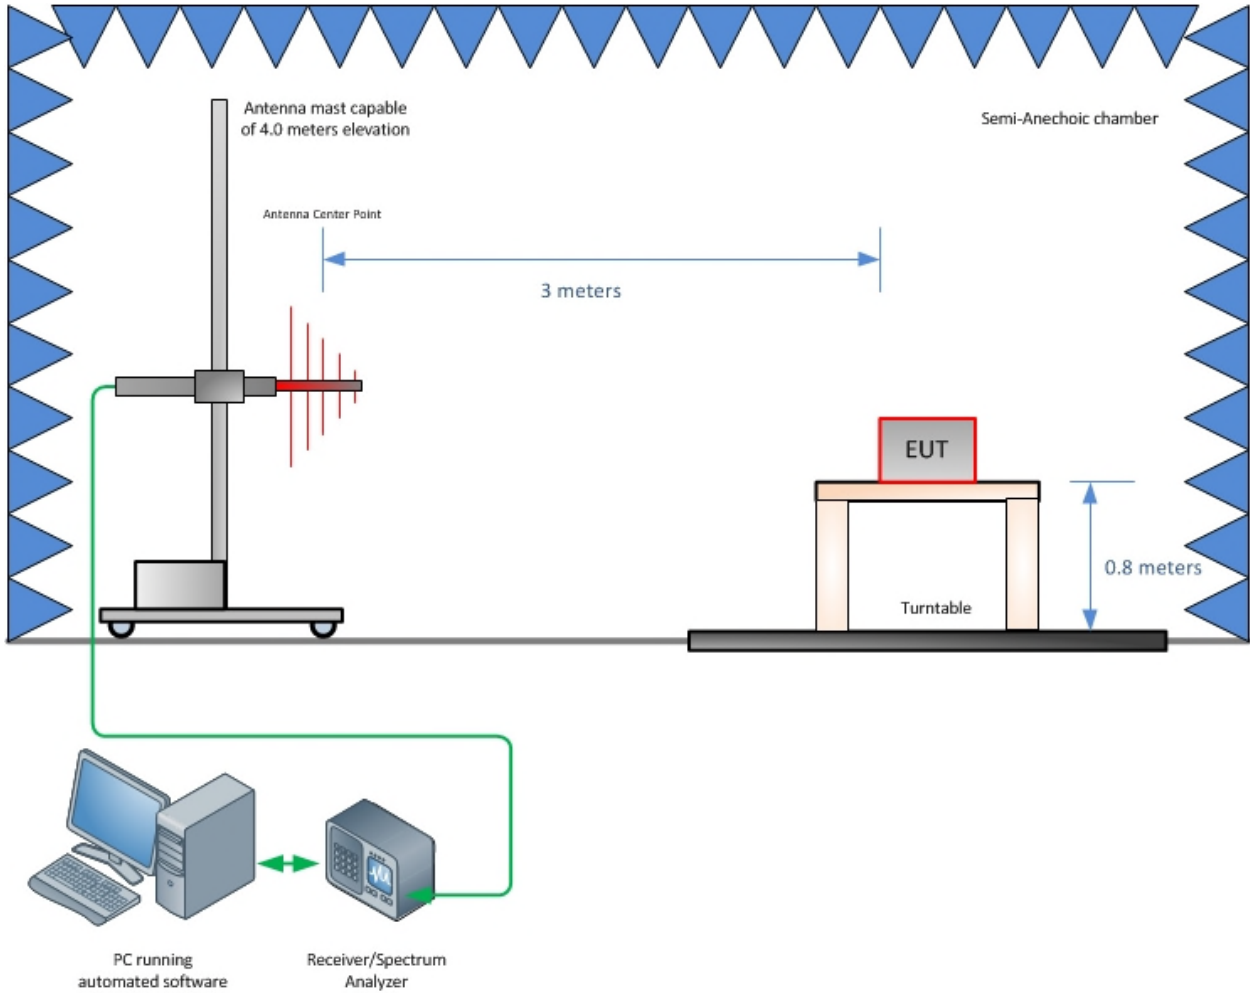 Antenna mast capable
of 4.0 meters elevation
Semi-Anechoic chamber
Antenna Center Point
3 meters
EUT
0.8 meters
Turntable
PC running
automated software
Receiver/Spectrum
Analyzer